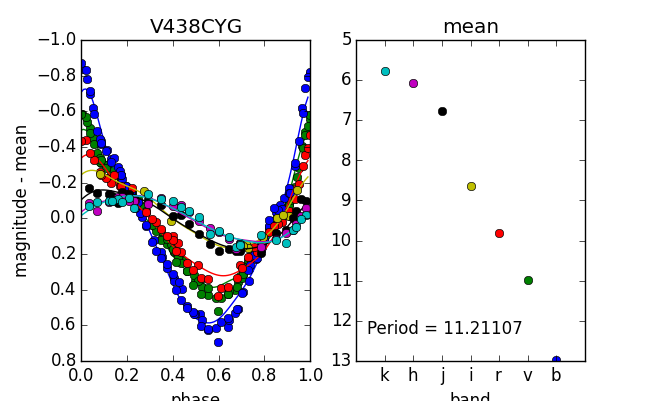 V438CYG
mean
magnitude - mean
−1.0
−0.8
−0.6
−0.4
−0.2
0.0
0.2
0.4
0.6
0.8
0.0 0.2 0.4 0.6 0.8 1.0
phase
5
6
7
8
9
10
11
12
13
Period = 11.21107
k h j i r v b
band